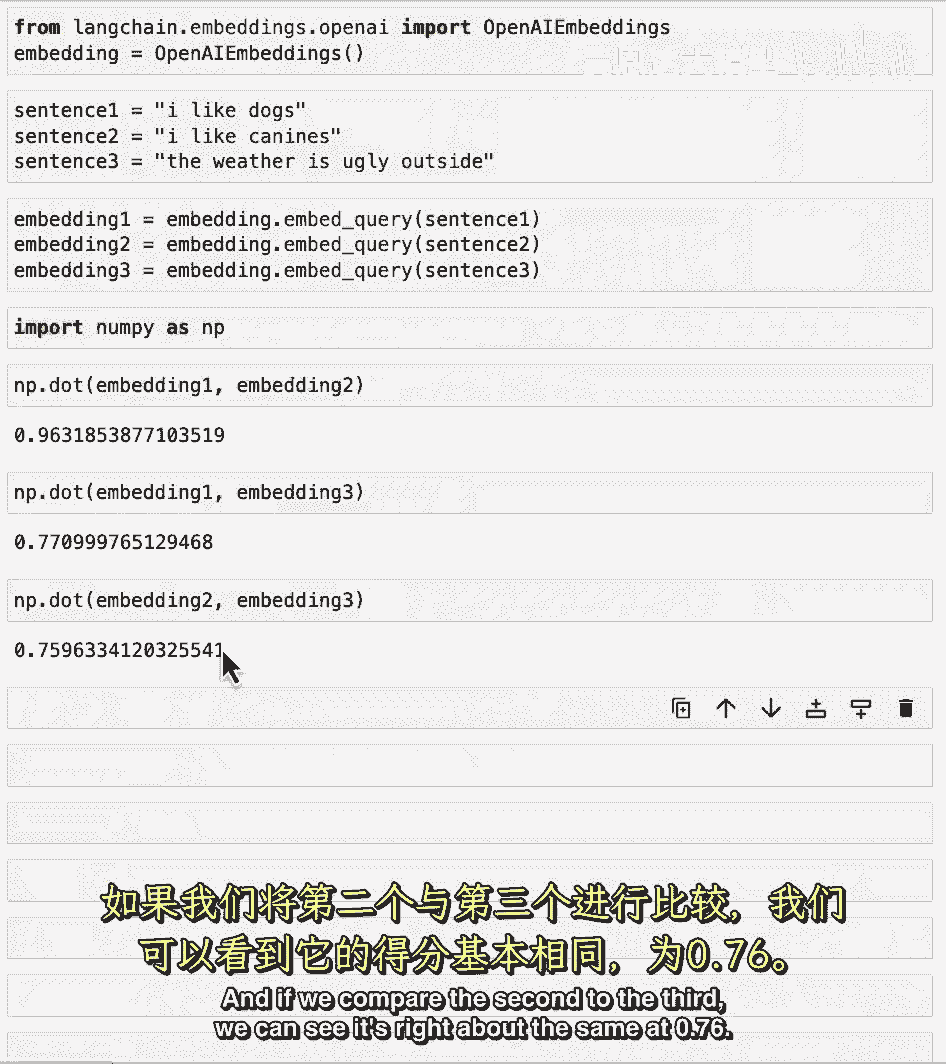 from langchain.embeddings.openai import OpenAIEmbeddings
embedding = OpenAIEmbeddings()
sentence1 = "i like dogs"
sentence2 = "i like canines"
sentence3 = "the weather is ugly outside"
embedding1 = embedding.embed_query(sentence1)
embedding2 = embedding.embed_query(sentence2)
embedding3 = embedding.embed_query(sentence3)
import numpy as np
np.dot(embedding1, embedding2)
0.9631853877103519
np.dot(embedding1, embedding3)
0.770999765129468
np.dot(embedding2, embedding3)
0.7596334120325541
如果我们将第二个与第三个进行比较，我们
可以看到它的得分基本相同，为0.76。
And if we compare the second to the third,
we can see it's right about the same at 0.76.